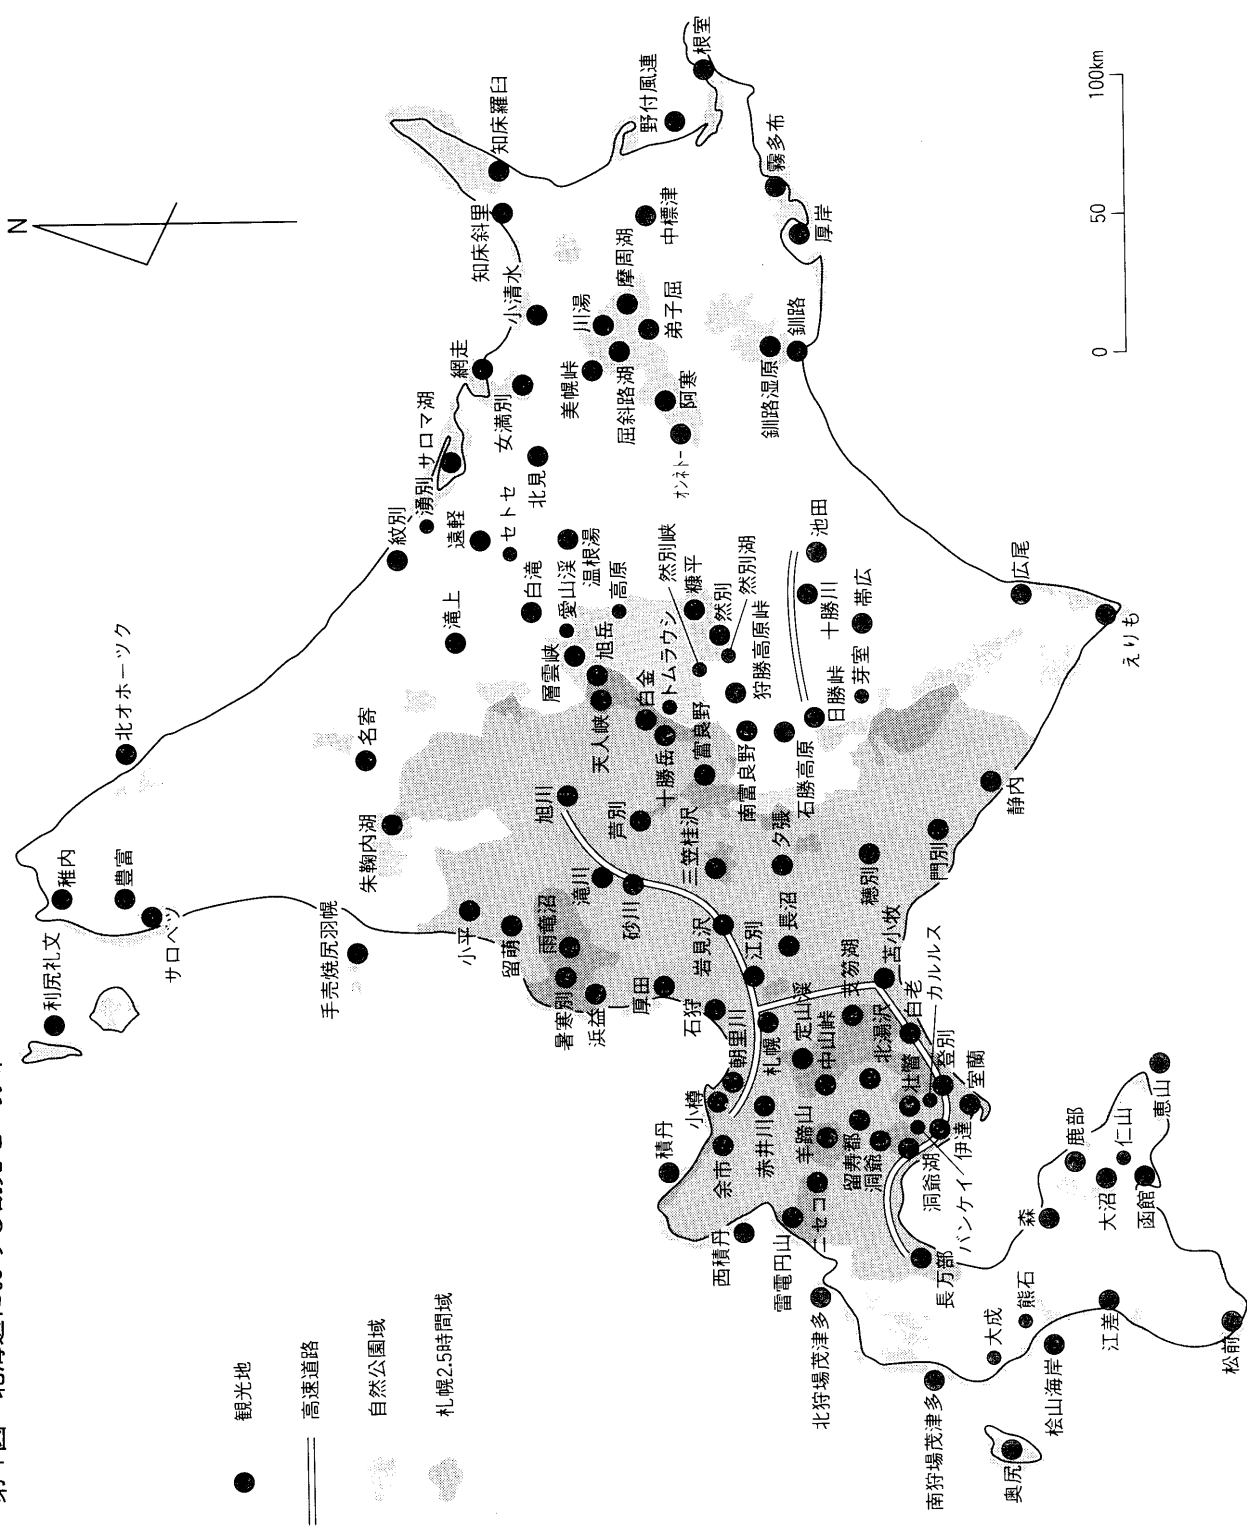 N
利尻礼文
稚内
豊富
サロベツ
北オホーツク
手売焼尻羽幌
朱鞠内湖
名寄
滝上
紋別
湧別
サロマ湖
網走
小清水
知床斜里
知床羅臼
野付風連
根室
霧多布
厚岸
中標津
摩周湖
川湯
弟子屈
美幌峠
屈斜路湖
女満別
阿寒
オンネトー
釧路湿原
釧路
北見
遠軽
セトセ
白滝
温根湯
愛山渓
高原
層雲峡
旭岳
天人峡
白金
トムラウシ
十勝岳
富良野
然別峡
糠平
然別
然別湖
狩勝高原峠
南富良野
石勝高原
日勝峠
十勝川
池田
芽室
帯広
広尾
えりも
静内
門別
穂別
夕張
三笠桂沢
芦別
旭川
滝川
砂川
小平
留萌
雨竜沼
暑寒別
浜益
厚田
石狩
岩見沢
江別
長沼
支笏湖
苫小牧
白老
カルルス
登別
室蘭
北湯沢
壮瞥
定山渓
中山峠
札幌
朝里川
小樽
赤井川
余市
積丹
西積丹
羊蹄山
留寿都
洞爺
洞爺湖
伊達
バンケイ
ニセコ
雷電円山
長万部
北狩場茂津多
南狩場茂津多
大成
熊石
桧山海岸
奥尻
江差
松前
森
鹿部
大沼
仁山
函館
恵山
観光地
高速道路
自然公園域
札幌2.5時間域
0
50
100km